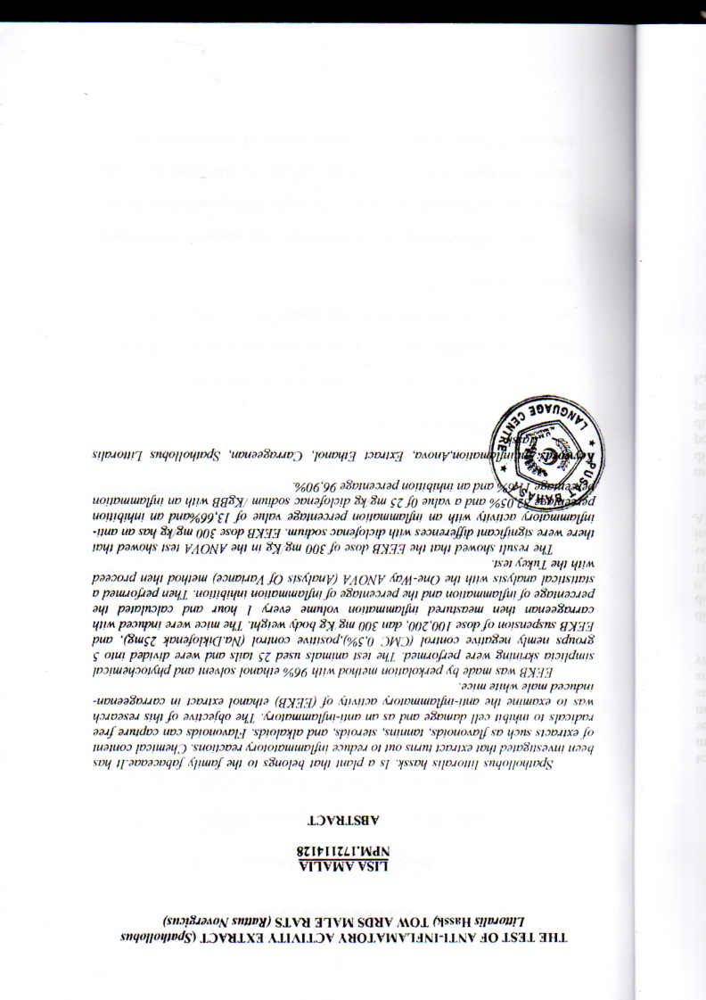 THE TEST OF ANTI-INFLAMATORY ACTIVITY EXTRACT (Spathollobus
Littoralis Hassk) TOW ARDS MALE RATS (Rattus Novergicus)
LISA AMALIA
NPM.172114128
ABSTRACT
Spathollobus littoralis hassk. Is a plant that belongs to the family fabaceae.It has
been investigated that extract turns out to reduce inflammotatory reactions. Chemical content
of extracts such as flavonoids, tannins, steroids, and alkaloids. Flavonoids can capture free
radicals to inhibit cell damage and as an anti-inflammatory. The objective of this research
was to examine the anti-inflammatory activity of (EEKB) ethanol extract in carrageenan-
induced male white mice.
EEKB was made by perkolation method with 96% ethanol solvent and phytochemical
simplicia skrining were performed. The test animals used 25 tails and were divided into 5
groups nemly negative control (CMC 0,5%),positive control (Na.Diklofenak 25mg), and
EEKB suspension of dose 100,200, dan 300 mg Kg body weight. The mice were induced with
carrageenan then measured inflammation volume every 1 hour and calculated the
percentage of inflammation and the percentage of inflammation inhibition. Then performed a
statistical analysis with the One-Way ANOVA (Analysis Of Variance) method then proceed
with the Tukey test.
The result showed that the EEKB dose of 300 mg/Kg in the ANOVA test showed that
there were significant differences with diclofenac sodium. EEKB dose 300 mg/kg has an anti-
inflammatory activity with an inflammation percentage value of 13,66%and an inhibition
percentage 82,05% and a value 0f 25 mg kg diclofenac sodium /KgBB with an inflammation
percentage and an inhibition percentage 96,90%.
Keywords: Anova, Extract Ethanol, Carrageenan, Spathollobus Litoralis
PUSAT BAHASA
LANGUAGE CENTRE